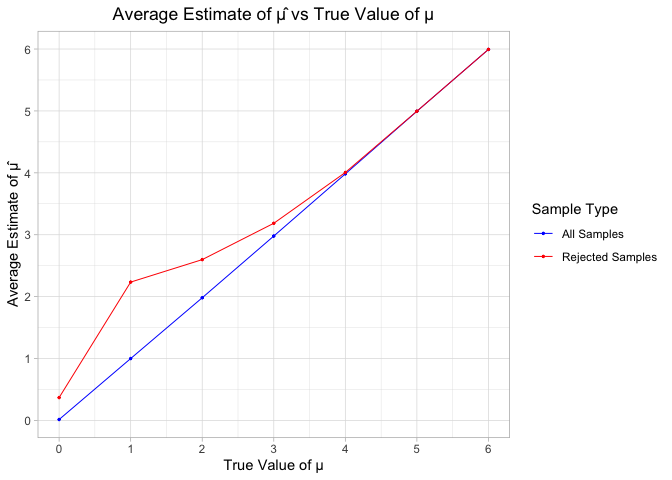 Average Estimate of μ̂ vs True Value of μ
Average Estimate of μ̂
6
5
4
3
2
1
0
0 1 2 3 4 5 6
True Value of μ
Sample Type
All Samples
Rejected Samples